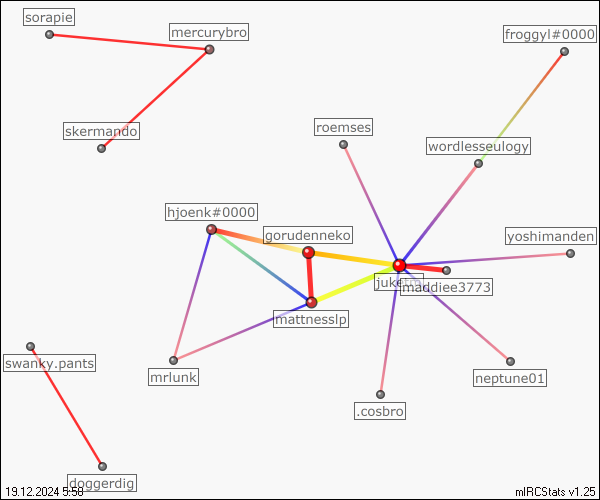 sorapie
mercurybro
froggyl#0000
skermando
roemses
wordlesseulogy
hjoenk#0000
gorudenneko
yoshimanden
maddiee3773
mattnesslp
swanky.pants
mrlunk
neptune01
.cosbro
doggerdig
19.12.2024 5:58
mIRCStats v1.25